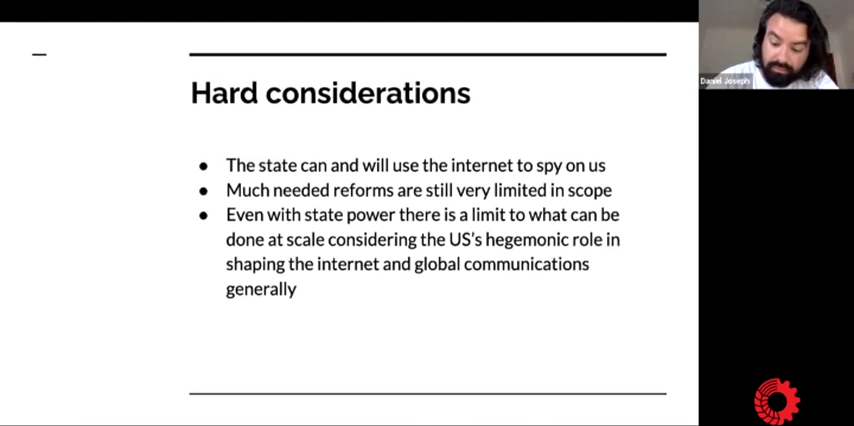 Hard considerations
● The state can and will use the internet to spy on us
● Much needed reforms are still very limited in scope
● Even with state power there is a limit to what can be
done at scale considering the US's hegemonic role in
shaping the internet and global communications
generally
Daniel Joseph